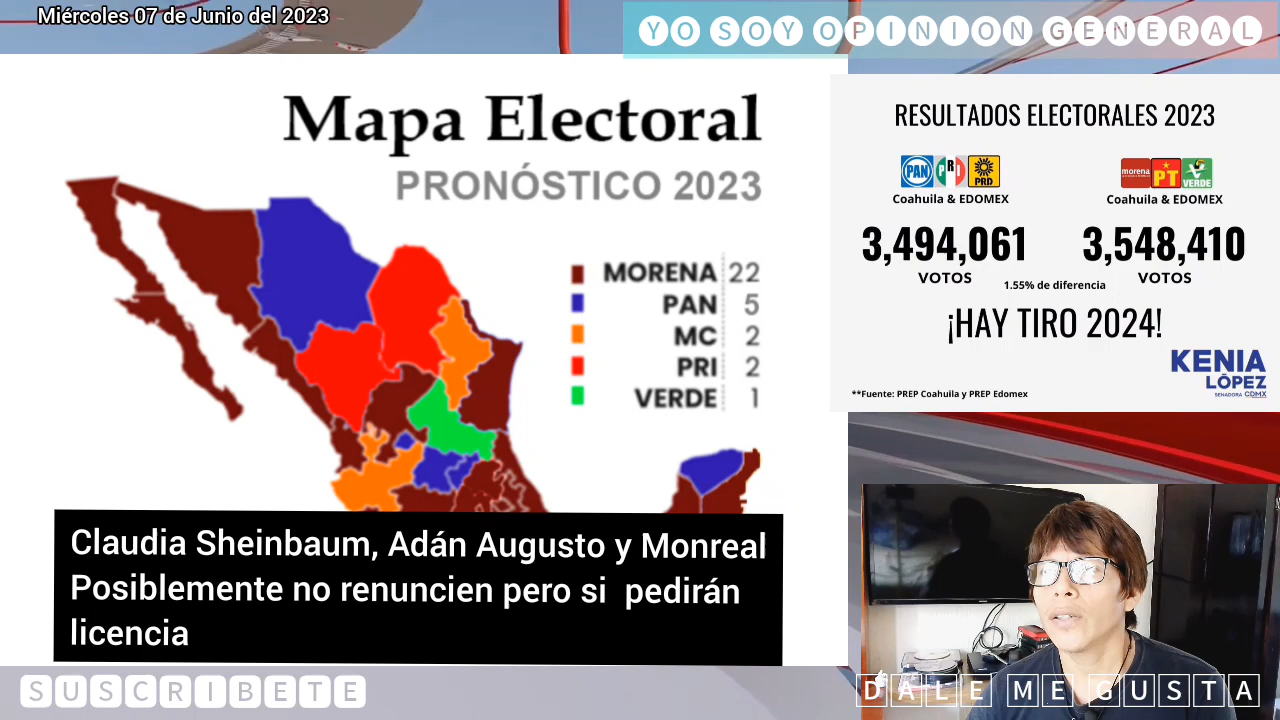 Miércoles 07 de Junio del 2023
YO SOY OPINION GENERAL
Mapa Electoral
PRONÓSTICO 2023
MORENA 22
PAN 5
MC 2
PRI 2
VERDE 1
RESULTADOS ELECTORALES 2023
PAN PRI PRD
morena PT VERDE
Coahuila & EDOMEX
Coahuila & EDOMEX
3,494,061
3,548,410
VOTOS
VOTOS
1.55% de diferencia
¡HAY TIRO 2024!
KENIA
LÓPEZ
SENADORA CDMX
**Fuente: PREP Coahuila y PREP Edomex
Claudia Sheinbaum, Adán Augusto y Monreal
Posiblemente no renuncien pero si pedirán
licencia
SUSCRIBETE
DALE ME GUSTA